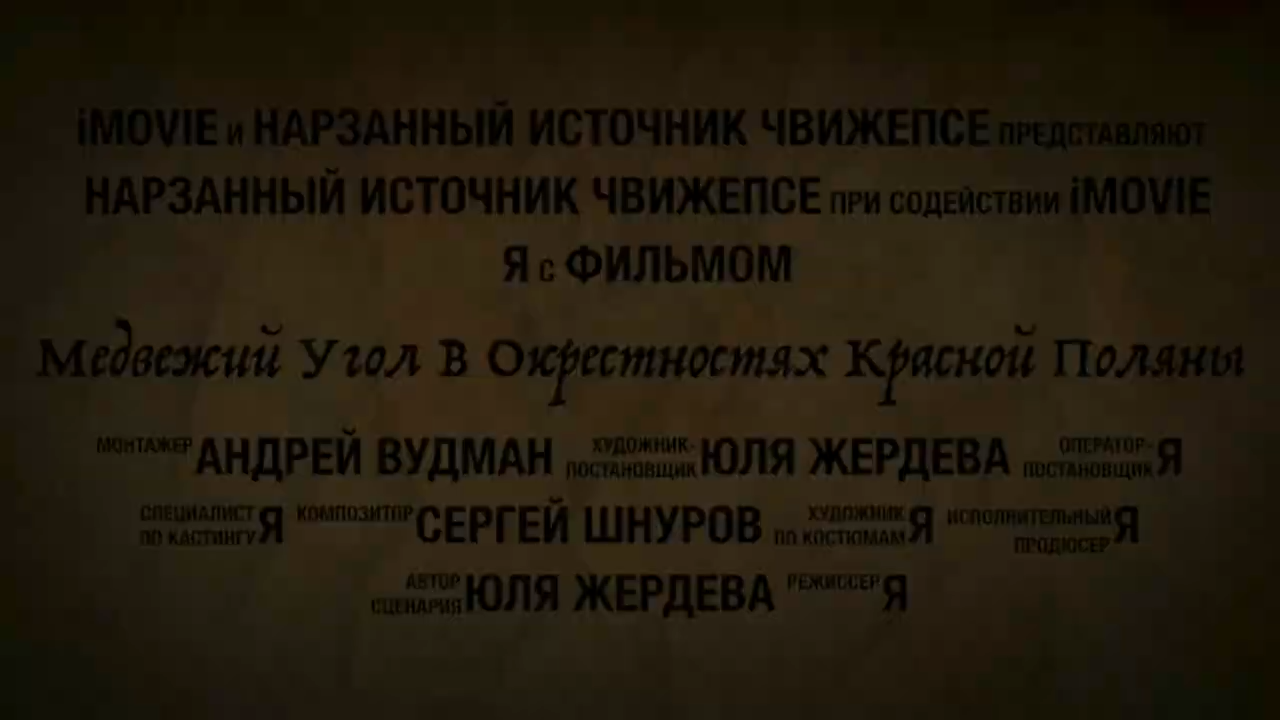 iMOVIE и НАРЗАННЫЙ ИСТОЧНИК ЧВИЖЕПСЕ ПРЕДСТАВЛЯЮТ
НАРЗАННЫЙ ИСТОЧНИК ЧВИЖЕПСЕ ПРИ СОДЕЙСТВИИ iMOVIE
Я С ФИЛЬМОМ
Медвежий Угол В Окрестностях Красной Поляны
МОНТАЖЕР АНДРЕЙ ВУДМАН ХУДОЖНИК-ПОСТАНОВЩИК ЮЛЯ ЖЕРДЕВА ОПЕРАТОР-ПОСТАНОВЩИК Я
СПЕЦИАЛИСТ ПО КАСТИНГУ Я КОМПОЗИТОР СЕРГЕЙ ШНУРОВ ХУДОЖНИК ПО КОСТЮМАМ Я ИСПОЛНИТЕЛЬНЫЙ ПРОДЮСЕР Я
АВТОР СЦЕНАРИЯ ЮЛЯ ЖЕРДЕВА РЕЖИССЕР Я